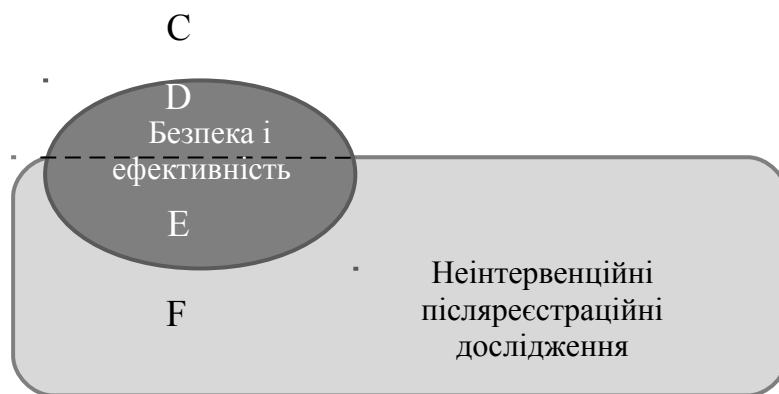 C
D
Безпека і
ефективність
E
F
Неінтервенційні
післяреєстраційні
дослідження